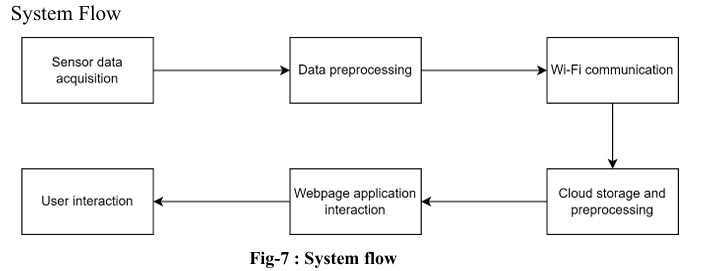 System Flow
Sensor data
acquisition
Data preprocessing
Wi-Fi communication
User interaction
Webpage application
interaction
Cloud storage and
preprocessing
Fig-7 : System flow